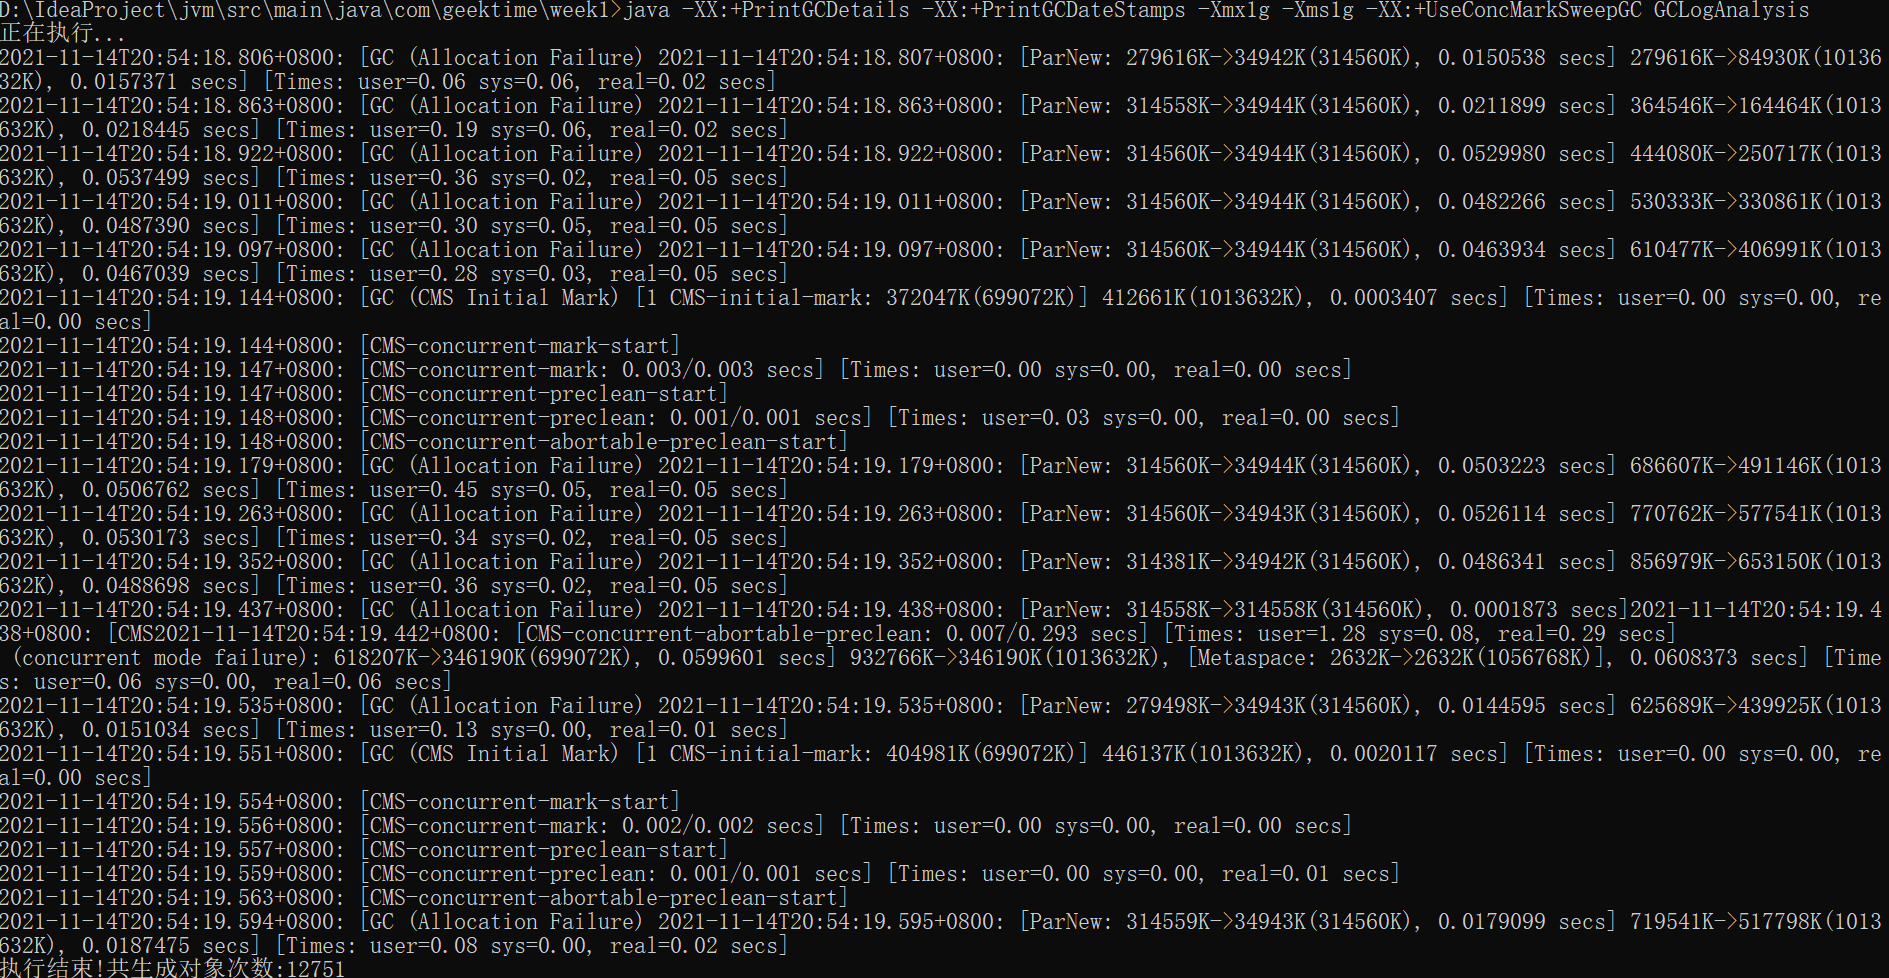 D:\IdeaProject\jvm\src\main\java\com\geektime\week1>java -XX:+PrintGCDetails -XX:+PrintGCDateStamps -Xmx1g -Xms1g -XX:+UseConcMarkSweepGC GCLogAnalysis
正在执行...
2021-11-14T20:54:18.806+0800: [GC (Allocation Failure) 2021-11-14T20:54:18.807+0800: [ParNew: 279616K->34942K(314560K), 0.0150538 secs] 279616K->84930K(10136
32K), 0.0157371 secs] [Times: user=0.06 sys=0.06, real=0.02 secs]
2021-11-14T20:54:18.863+0800: [GC (Allocation Failure) 2021-11-14T20:54:18.863+0800: [ParNew: 314558K->34944K(314560K), 0.0211899 secs] 364546K->164464K(1013
632K), 0.0218445 secs] [Times: user=0.19 sys=0.06, real=0.02 secs]
2021-11-14T20:54:18.922+0800: [GC (Allocation Failure) 2021-11-14T20:54:18.922+0800: [ParNew: 314560K->34944K(314560K), 0.0529980 secs] 444080K->250717K(1013
632K), 0.0537499 secs] [Times: user=0.36 sys=0.02, real=0.05 secs]
2021-11-14T20:54:19.011+0800: [GC (Allocation Failure) 2021-11-14T20:54:19.011+0800: [ParNew: 314560K->34944K(314560K), 0.0482266 secs] 530333K->330861K(1013
632K), 0.0487390 secs] [Times: user=0.30 sys=0.05, real=0.05 secs]
2021-11-14T20:54:19.097+0800: [GC (Allocation Failure) 2021-11-14T20:54:19.097+0800: [ParNew: 314560K->34944K(314560K), 0.0463934 secs] 610477K->406991K(1013
632K), 0.0467039 secs] [Times: user=0.28 sys=0.03, real=0.05 secs]
2021-11-14T20:54:19.144+0800: [GC (CMS Initial Mark) [1 CMS-initial-mark: 372047K(699072K)] 412661K(1013632K), 0.0003407 secs] [Times: user=0.00 sys=0.00, re
al=0.00 secs]
2021-11-14T20:54:19.144+0800: [CMS-concurrent-mark-start]
2021-11-14T20:54:19.147+0800: [CMS-concurrent-mark: 0.003/0.003 secs] [Times: user=0.00 sys=0.00, real=0.00 secs]
2021-11-14T20:54:19.147+0800: [CMS-concurrent-preclean-start]
2021-11-14T20:54:19.148+0800: [CMS-concurrent-preclean: 0.001/0.001 secs] [Times: user=0.03 sys=0.00, real=0.00 secs]
2021-11-14T20:54:19.148+0800: [CMS-concurrent-abortable-preclean-start]
2021-11-14T20:54:19.179+0800: [GC (Allocation Failure) 2021-11-14T20:54:19.179+0800: [ParNew: 314560K->34944K(314560K), 0.0503223 secs] 686607K->491146K(1013
632K), 0.0506762 secs] [Times: user=0.45 sys=0.05, real=0.05 secs]
2021-11-14T20:54:19.263+0800: [GC (Allocation Failure) 2021-11-14T20:54:19.263+0800: [ParNew: 314560K->34943K(314560K), 0.0526114 secs] 770762K->577541K(1013
632K), 0.0530173 secs] [Times: user=0.34 sys=0.02, real=0.05 secs]
2021-11-14T20:54:19.352+0800: [GC (Allocation Failure) 2021-11-14T20:54:19.352+0800: [ParNew: 314381K->34942K(314560K), 0.0486341 secs] 856979K->653150K(1013
632K), 0.0488698 secs] [Times: user=0.36 sys=0.02, real=0.05 secs]
2021-11-14T20:54:19.437+0800: [GC (Allocation Failure) 2021-11-14T20:54:19.438+0800: [ParNew: 314558K->314558K(314560K), 0.0001873 secs]2021-11-14T20:54:19.4
38+0800: [CMS2021-11-14T20:54:19.442+0800: [CMS-concurrent-abortable-preclean: 0.007/0.293 secs] [Times: user=1.28 sys=0.08, real=0.29 secs]
(concurrent mode failure): 618207K->346190K(699072K), 0.0599601 secs] 932766K->346190K(1013632K), [Metaspace: 2632K->2632K(1056768K)], 0.0608373 secs] [Time
s: user=0.06 sys=0.00, real=0.06 secs]
2021-11-14T20:54:19.535+0800: [GC (Allocation Failure) 2021-11-14T20:54:19.535+0800: [ParNew: 279498K->34943K(314560K), 0.0144595 secs] 625689K->439925K(1013
632K), 0.0151034 secs] [Times: user=0.13 sys=0.00, real=0.01 secs]
2021-11-14T20:54:19.551+0800: [GC (CMS Initial Mark) [1 CMS-initial-mark: 404981K(699072K)] 446137K(1013632K), 0.0020117 secs] [Times: user=0.00 sys=0.00, re
al=0.00 secs]
2021-11-14T20:54:19.554+0800: [CMS-concurrent-mark-start]
2021-11-14T20:54:19.556+0800: [CMS-concurrent-mark: 0.002/0.002 secs] [Times: user=0.00 sys=0.00, real=0.00 secs]
2021-11-14T20:54:19.557+0800: [CMS-concurrent-preclean-start]
2021-11-14T20:54:19.559+0800: [CMS-concurrent-preclean: 0.001/0.001 secs] [Times: user=0.00 sys=0.00, real=0.01 secs]
2021-11-14T20:54:19.563+0800: [CMS-concurrent-abortable-preclean-start]
2021-11-14T20:54:19.594+0800: [GC (Allocation Failure) 2021-11-14T20:54:19.595+0800: [ParNew: 314559K->34943K(314560K), 0.0179099 secs] 719541K->517798K(1013
632K), 0.0187475 secs] [Times: user=0.08 sys=0.00, real=0.02 secs]
执行结束!共生成对象次数:12751